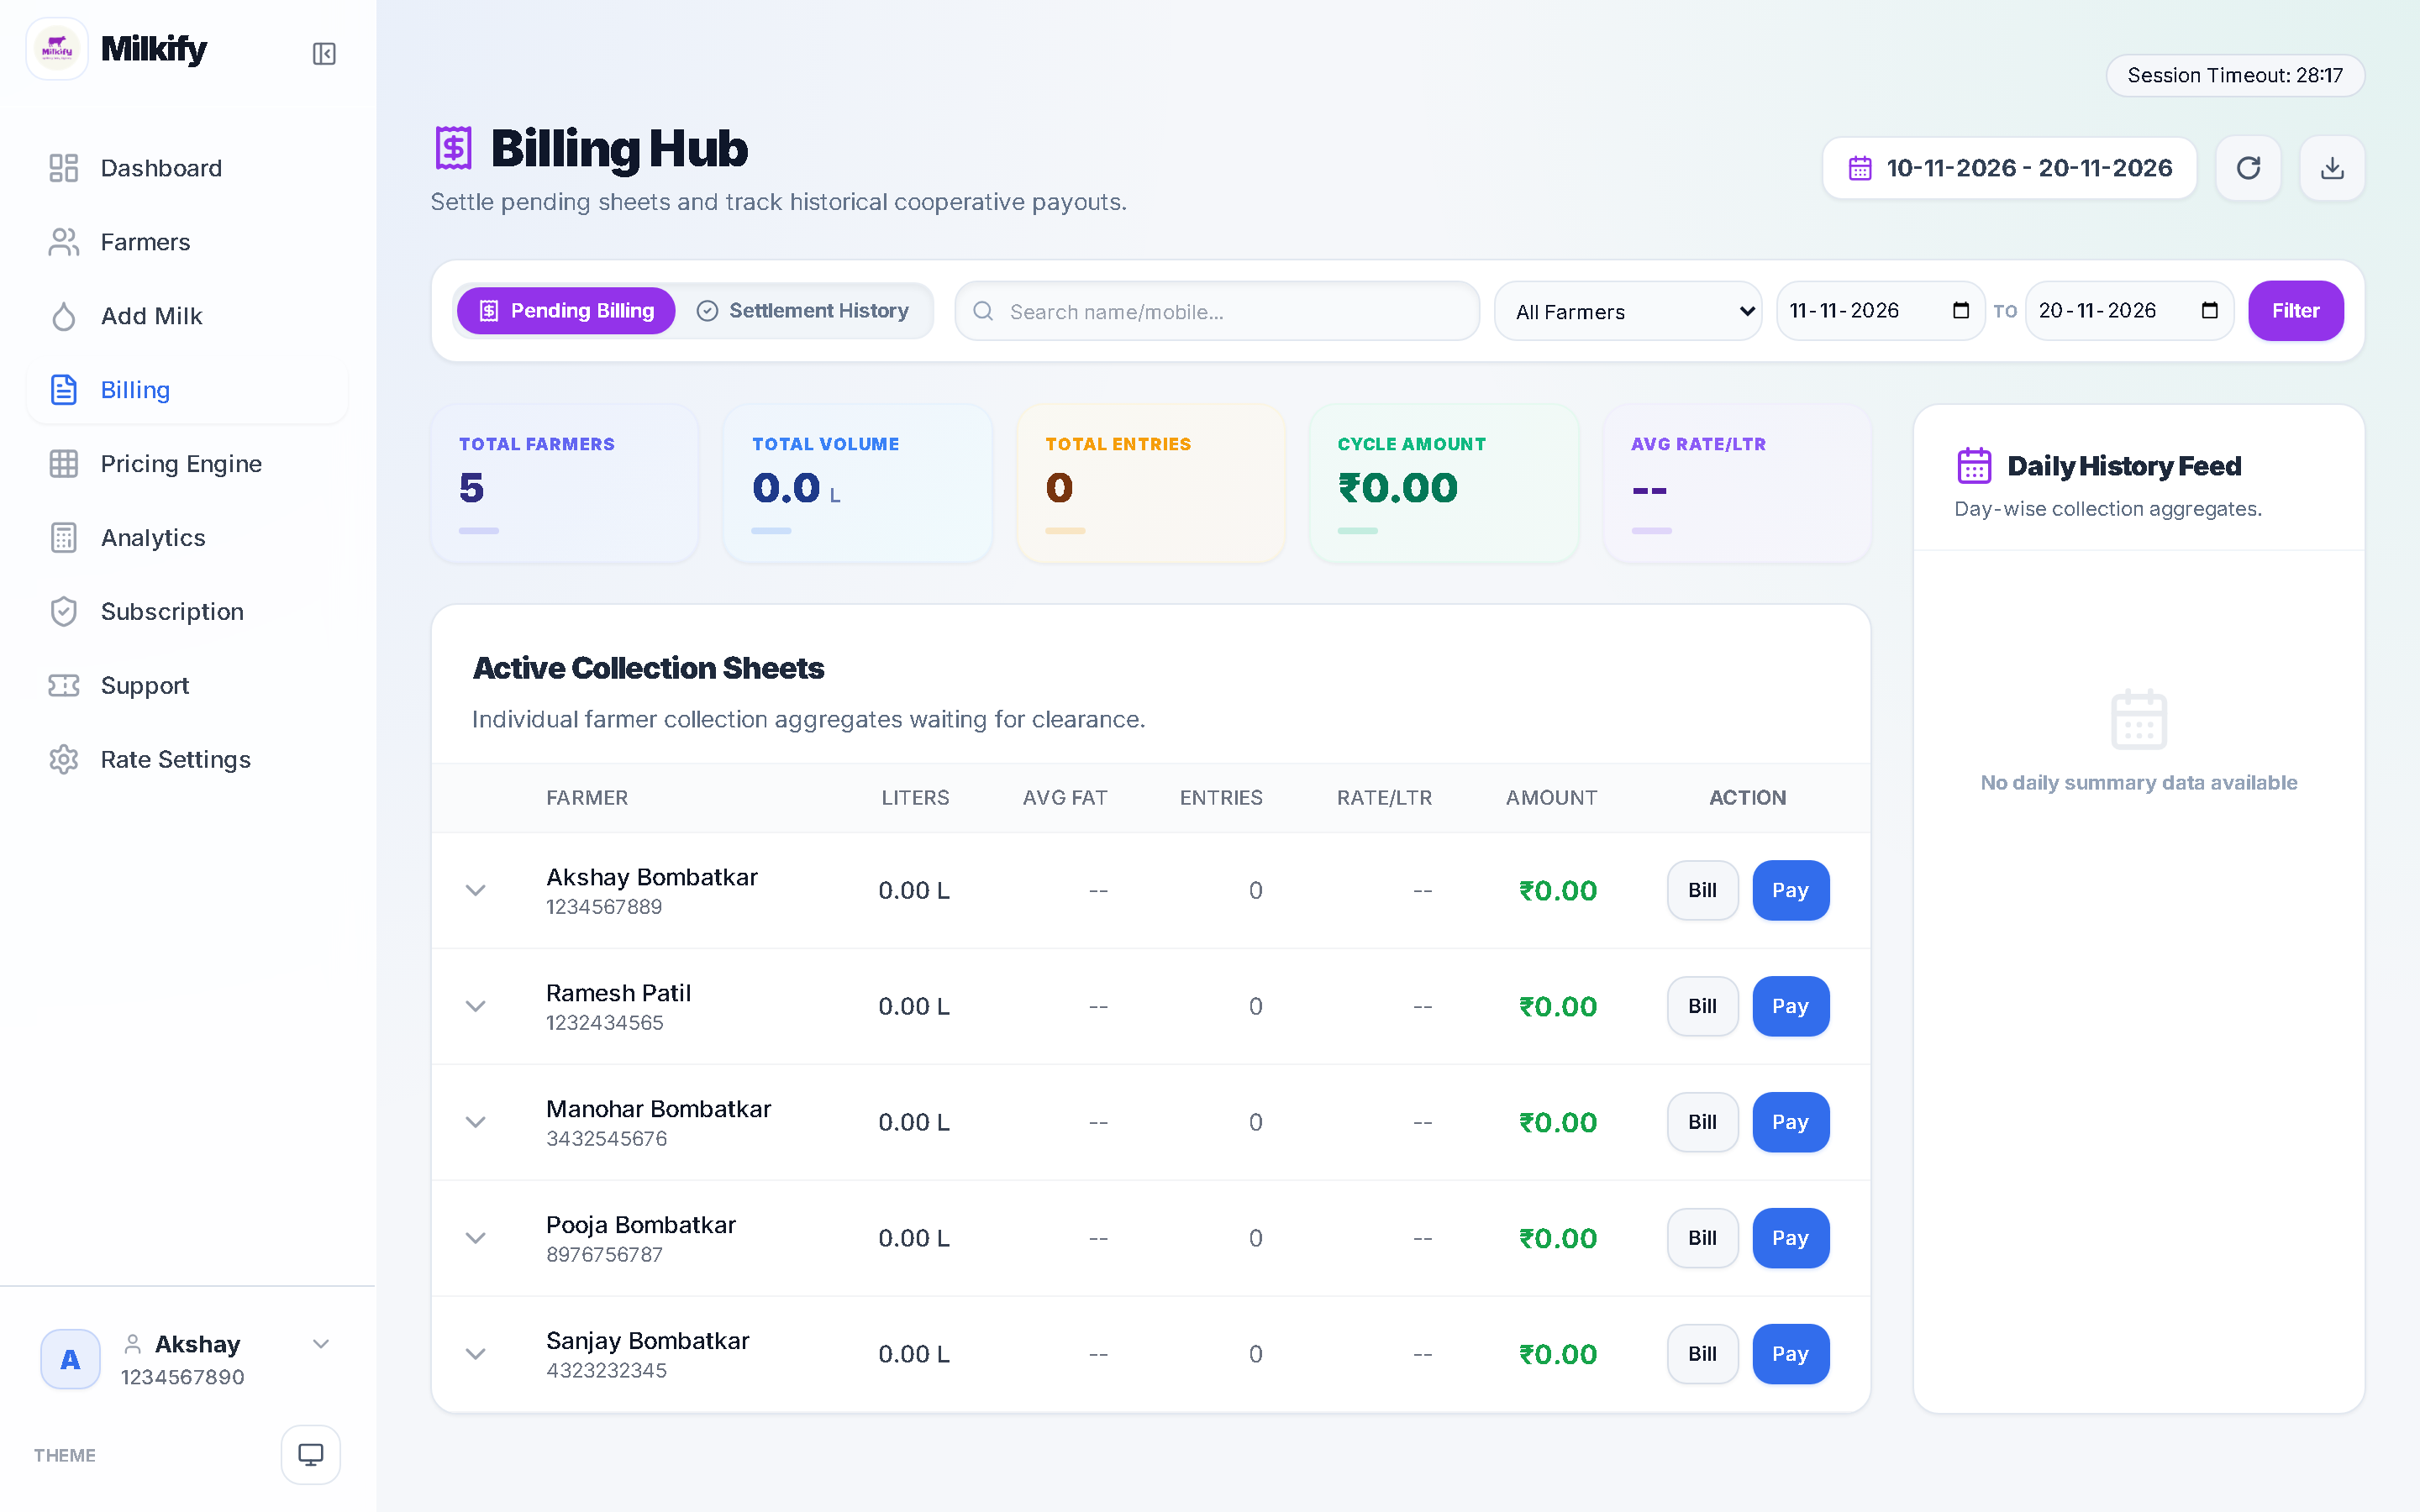 Milkify
Milkify
Dashboard
Farmers
Add Milk
Billing
Pricing Engine
Analytics
Subscription
Support
Rate Settings
A
Akshay
1234567890
THEME
Session Timeout: 28:17
Billing Hub
Settle pending sheets and track historical cooperative payouts.
10-11-2026 - 20-11-2026
Pending Billing
Settlement History
Search name/mobile...
All Farmers
11-11-2026
TO
20-11-2026
Filter
TOTAL FARMERS
5
TOTAL VOLUME
0.0 L
TOTAL ENTRIES
0
CYCLE AMOUNT
₹0.00
AVG RATE/LTR
--
Active Collection Sheets
Individual farmer collection aggregates waiting for clearance.
FARMER LITERS AVG FAT ENTRIES RATE/LTR AMOUNT ACTION
Akshay Bombatkar
1234567889
0.00 L -- 0 -- ₹0.00 Bill Pay
Ramesh Patil
1232434565
0.00 L -- 0 -- ₹0.00 Bill Pay
Manohar Bombatkar
3432545676
0.00 L -- 0 -- ₹0.00 Bill Pay
Pooja Bombatkar
8976756787
0.00 L -- 0 -- ₹0.00 Bill Pay
Sanjay Bombatkar
4323232345
0.00 L -- 0 -- ₹0.00 Bill Pay
Daily History Feed
Day-wise collection aggregates.
No daily summary data available